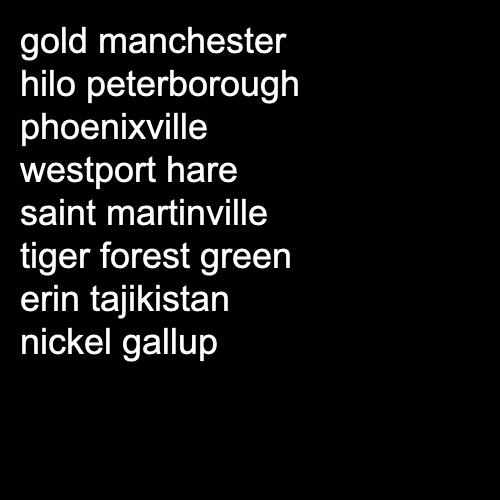 gold manchester
hilo peterborough
phoenixville
westport hare
saint martinville
tiger forest green
erin tajikistan
nickel gallup